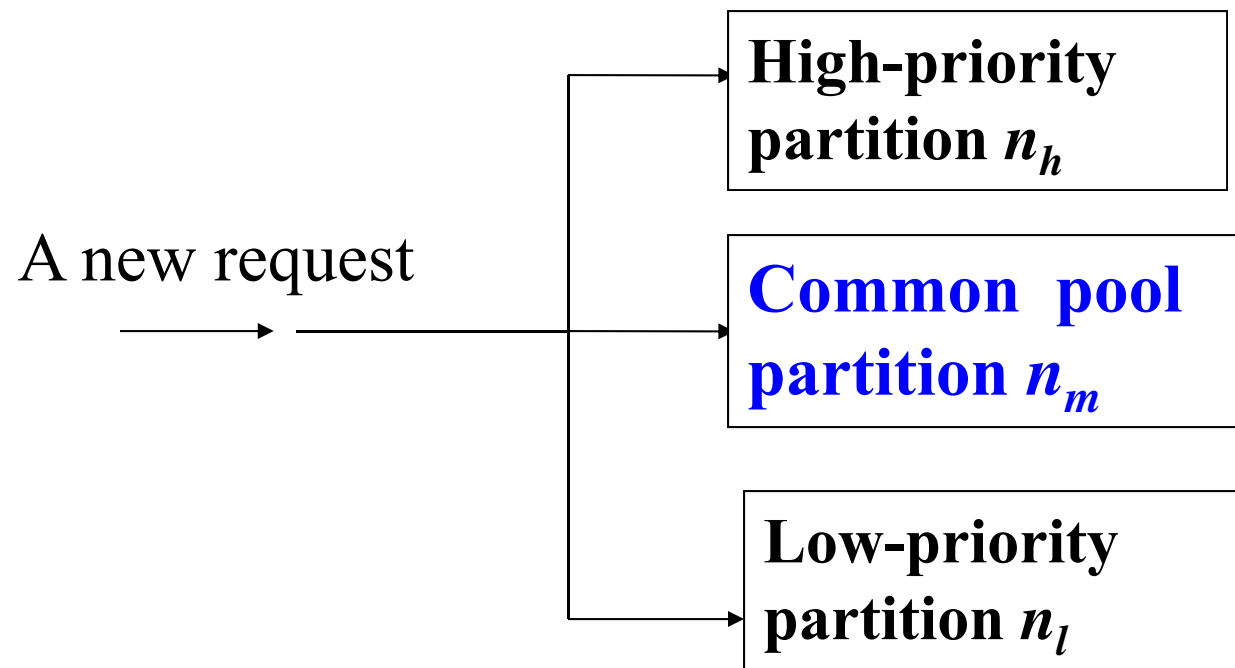 High-priority
partition n_h
A new request
Common pool
partition n_m
Low-priority
partition n_l